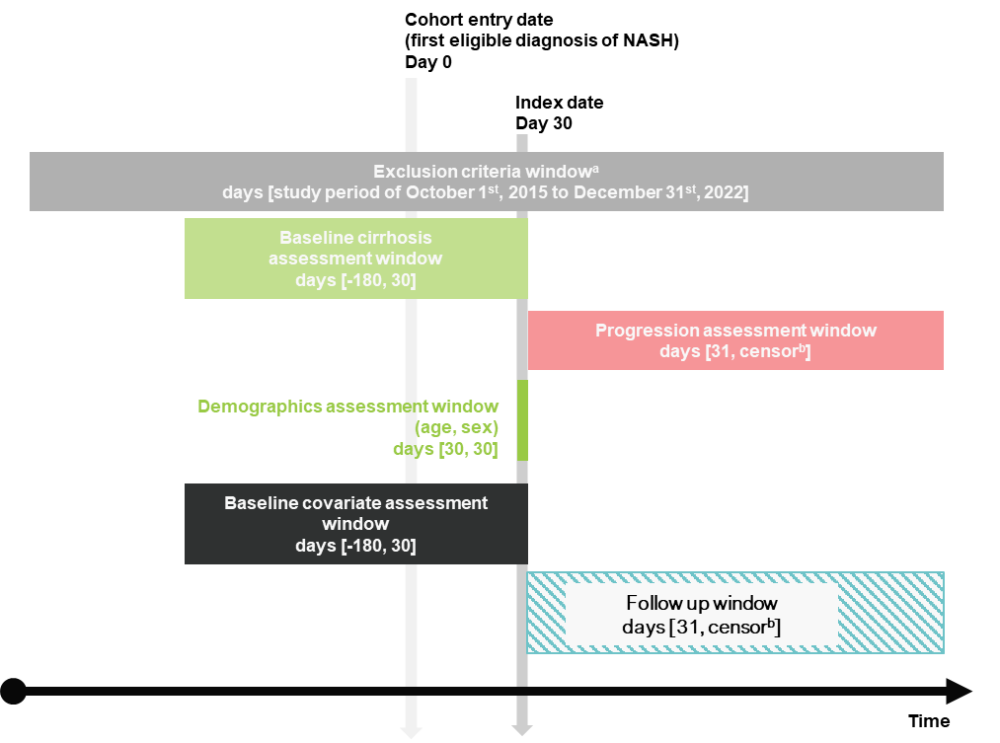 Cohort entry date
(first eligible diagnosis of NASH)
Day 0
Index date
Day 30
Exclusion criteria windowᵃ
days [study period of October 1ˢᵗ, 2015 to December 31ˢᵗ, 2022]
Baseline cirrhosis
assessment window
days [-180, 30]
Progression assessment window
days [31, censorᵇ]
Demographics assessment window
(age, sex)
days [30, 30]
Baseline covariate assessment
window
days [-180, 30]
Follow up window
days [31, censorᵇ]
Time